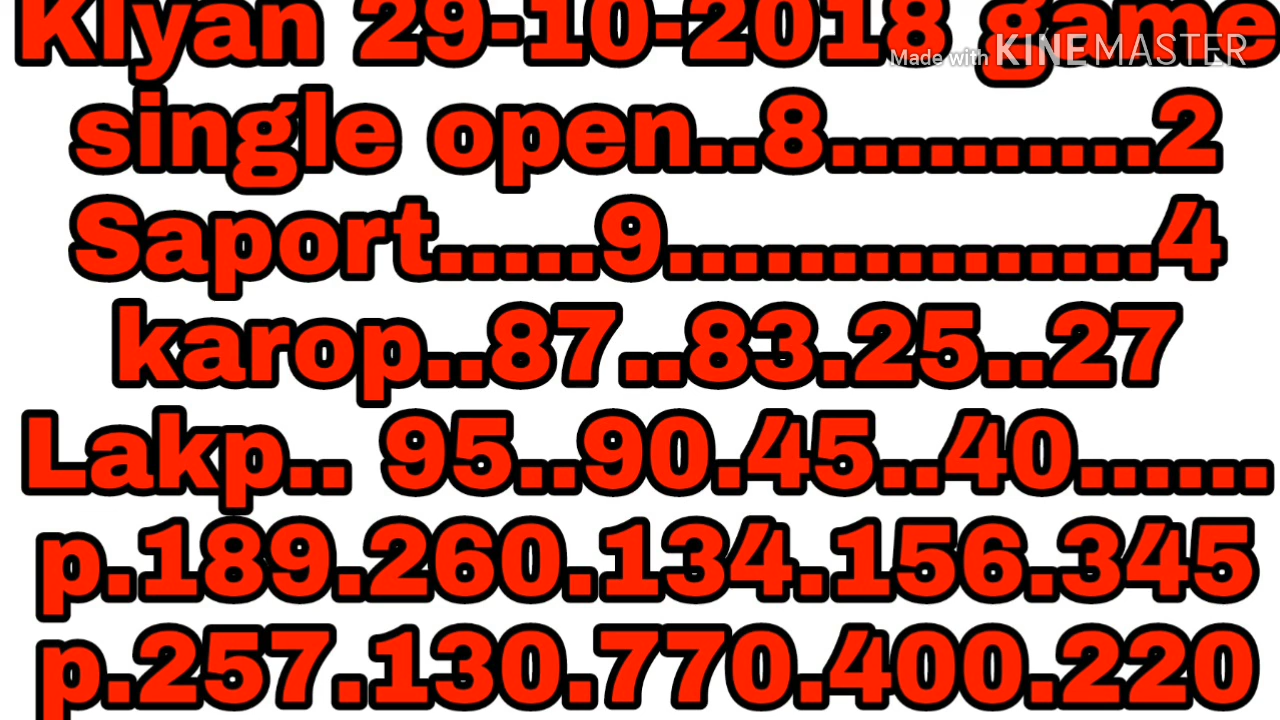 Klyan 29-10-2018 game
Made with KINEMASTER
single open..8..........2
Saport.....9...............4
karop..87..83.25..27
Lakp.. 95..90.45..40......
p.189.260.134.156.345
p.257.130.770.400.220